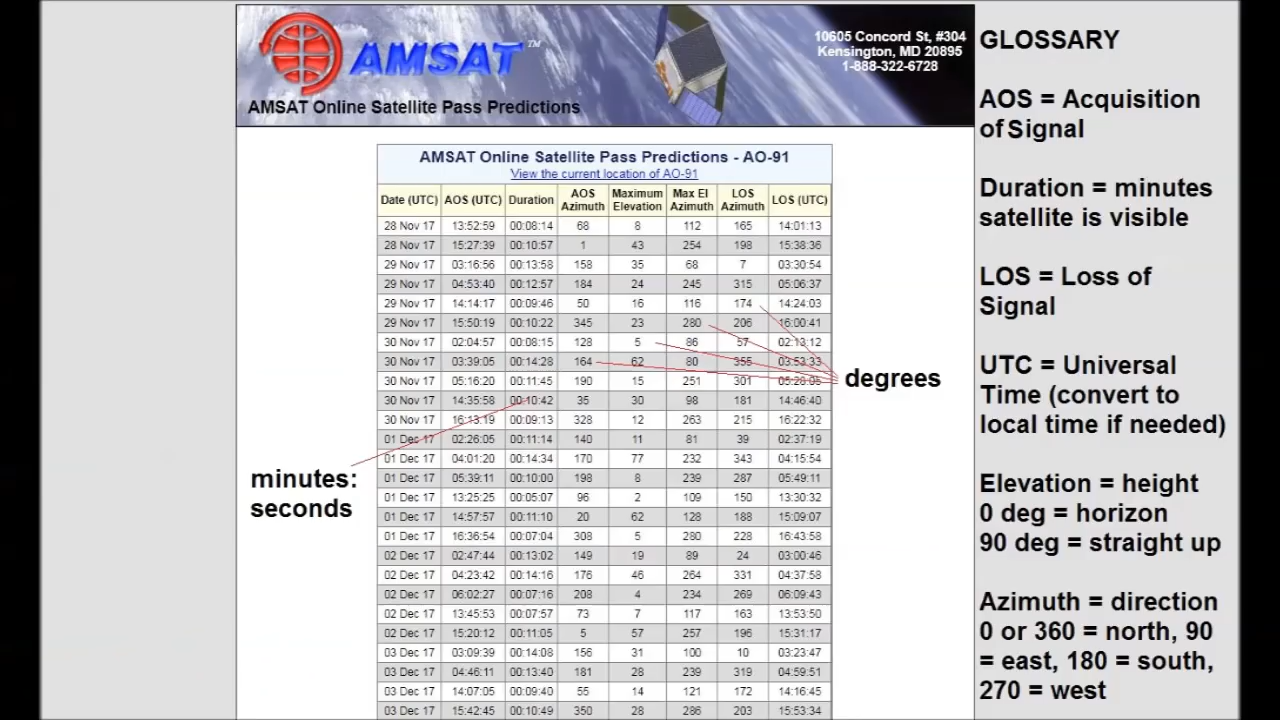 AMSAT™
10605 Concord St, #304
Kensington, MD 20895
1-888-322-6728
AMSAT Online Satellite Pass Predictions
AMSAT Online Satellite Pass Predictions - AO-91
View the current location of AO-91
Date (UTC) AOS (UTC) Duration AOS Azimuth Maximum Elevation Max El Azimuth LOS Azimuth LOS (UTC)
28 Nov 17 13:52:59 00:08:14 68 8 112 165 14:01:13
28 Nov 17 15:27:39 00:10:57 1 43 254 198 15:38:36
29 Nov 17 03:16:56 00:13:58 158 35 68 7 03:30:54
29 Nov 17 04:53:40 00:12:57 184 24 245 315 05:06:37
29 Nov 17 14:14:17 00:09:46 50 16 116 174 14:24:03
29 Nov 17 15:50:19 00:10:22 345 23 280 206 16:00:41
30 Nov 17 02:04:57 00:08:15 128 5 86 57 02:13:12
30 Nov 17 03:39:05 00:14:28 164 62 80 355 03:53:33
30 Nov 17 05:16:20 00:11:45 190 15 251 301 05:28:05
30 Nov 17 14:35:58 00:10:42 35 30 98 181 14:46:40
30 Nov 17 16:13:19 00:09:13 328 12 263 215 16:22:32
01 Dec 17 02:26:05 00:11:14 140 11 81 39 02:37:19
01 Dec 17 04:01:20 00:14:34 170 77 232 343 04:15:54
01 Dec 17 05:39:11 00:10:00 198 8 239 287 05:49:11
01 Dec 17 13:25:25 00:05:07 96 2 109 150 13:30:32
01 Dec 17 14:57:57 00:11:10 20 62 128 188 15:09:07
01 Dec 17 16:36:54 00:07:04 308 5 280 228 16:43:58
02 Dec 17 02:47:44 00:13:02 149 19 89 24 03:00:46
02 Dec 17 04:23:42 00:14:16 176 46 264 331 04:37:58
02 Dec 17 06:02:27 00:07:16 208 4 234 269 06:09:43
02 Dec 17 13:45:53 00:07:57 73 7 117 163 13:53:50
02 Dec 17 15:20:12 00:11:05 5 57 257 196 15:31:17
03 Dec 17 03:09:39 00:14:08 156 31 100 10 03:23:47
03 Dec 17 04:46:11 00:13:40 181 28 239 319 04:59:51
03 Dec 17 14:07:05 00:09:40 55 14 121 172 14:16:45
03 Dec 17 15:42:45 00:10:49 350 28 286 203 15:53:34
minutes:
seconds
degrees
GLOSSARY
AOS = Acquisition
of Signal
Duration = minutes
satellite is visible
LOS = Loss of
Signal
UTC = Universal
Time (convert to
local time if needed)
Elevation = height
0 deg = horizon
90 deg = straight up
Azimuth = direction
0 or 360 = north, 90
= east, 180 = south,
270 = west